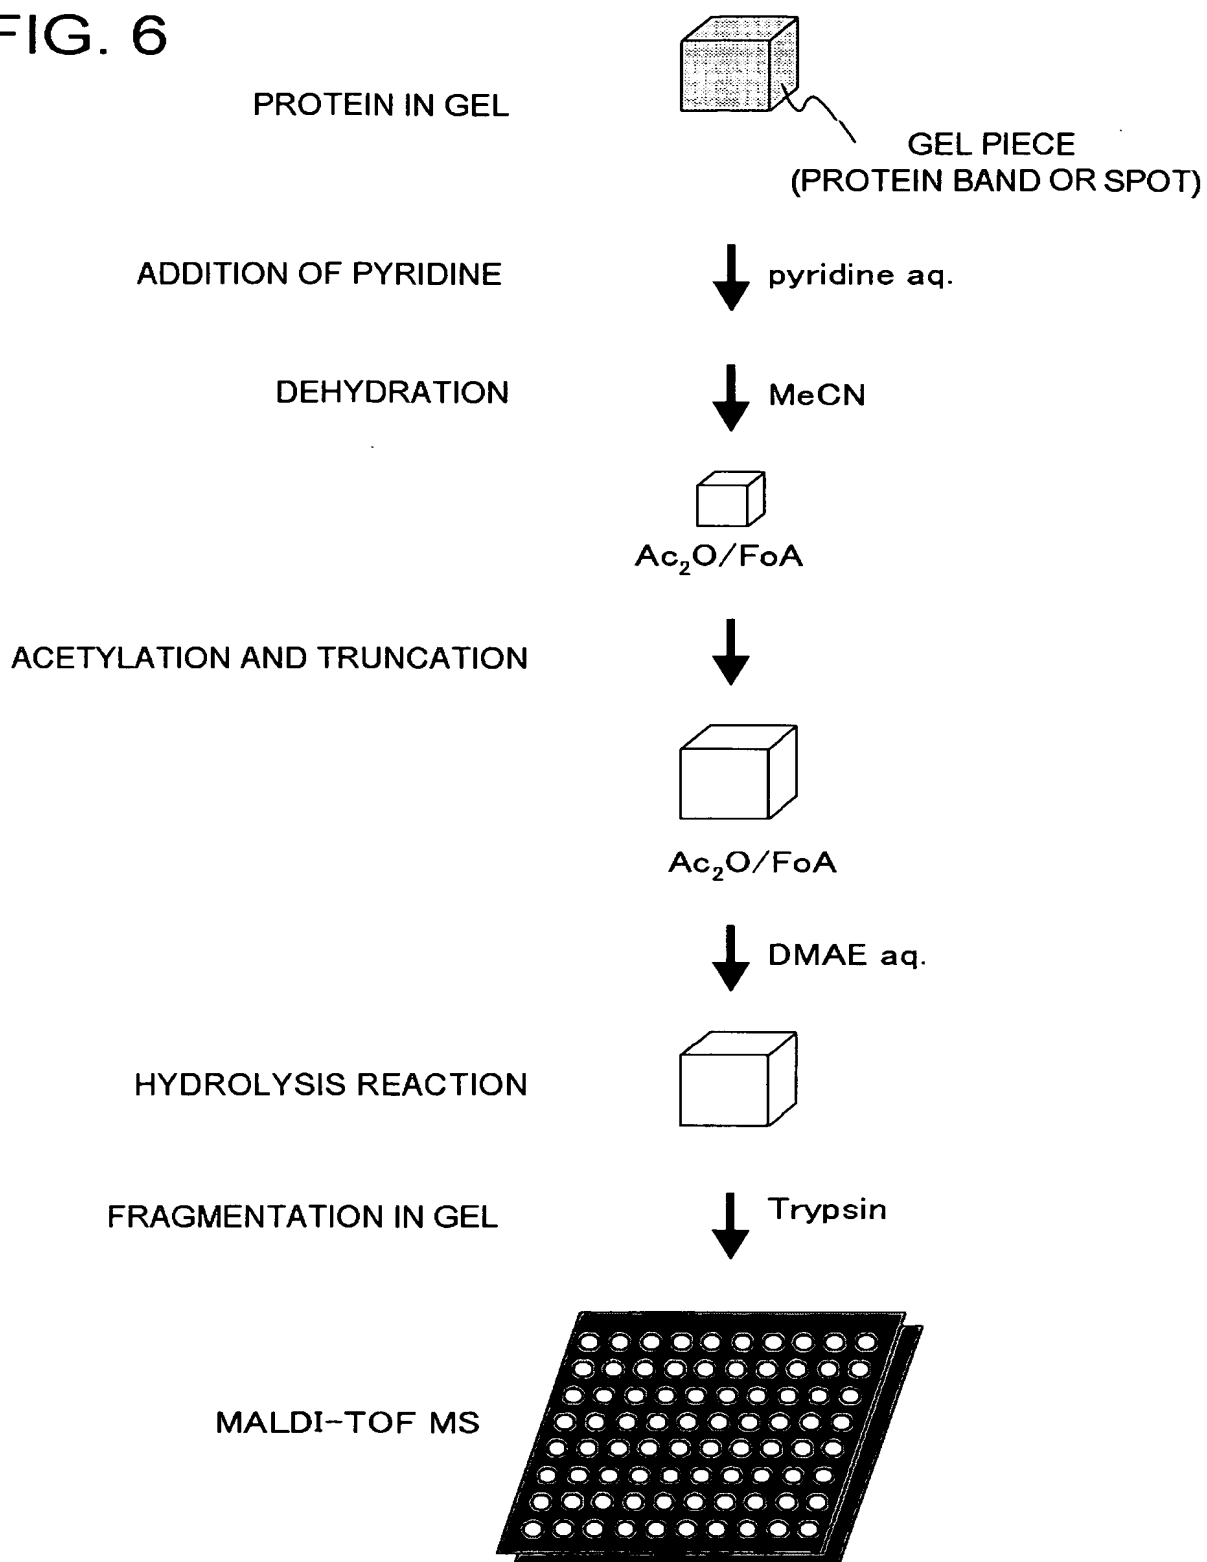 FIG. 6
PROTEIN IN GEL
GEL PIECE
(PROTEIN BAND OR SPOT)
ADDITION OF PYRIDINE
pyridine aq.
DEHYDRATION
MeCN
Ac₂O/FoA
ACETYLATION AND TRUNCATION
Ac₂O/FoA
DMAE aq.
HYDROLYSIS REACTION
FRAGMENTATION IN GEL
Trypsin
MALDI-TOF MS